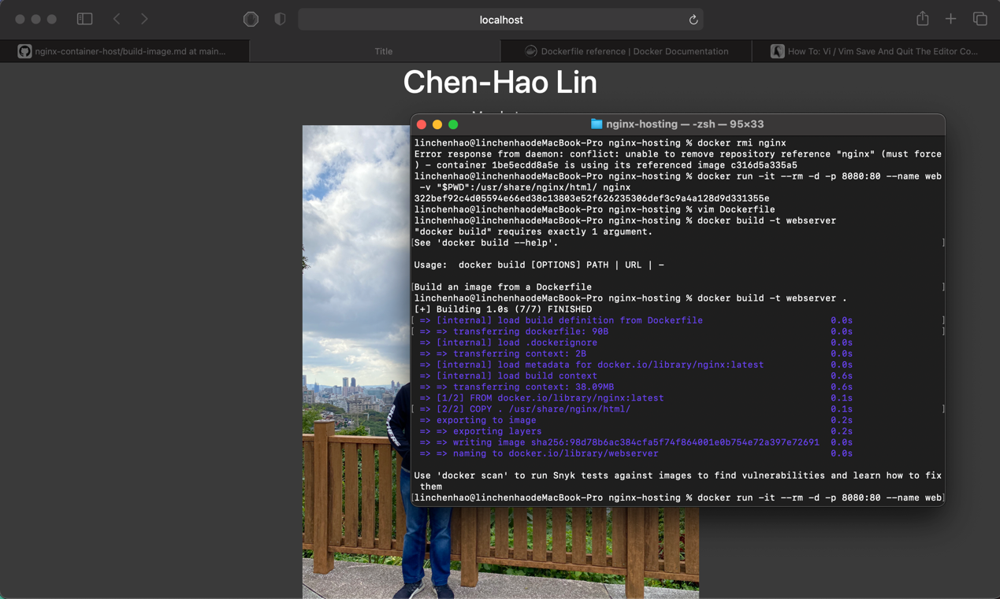 localhost
nginx-container-host/build-image.md at main...
Title
Dockerfile reference | Docker Documentation
How To: Vi / Vim Save And Quit The Editor Co...
Chen-Hao Lin
nginx-hosting — -zsh — 95×33
linchenhao@linchenhaodeMacBook-Pro nginx-hosting % docker rmi nginx
Error response from daemon: conflict: unable to remove repository reference "nginx" (must force
) - container 1be5ecdd8a5e is using its referenced image c316d5a335a5
linchenhao@linchenhaodeMacBook-Pro nginx-hosting % docker run -it --rm -d -p 8080:80 --name web
-v "$PWD":/usr/share/nginx/html/ nginx
322bef92c4d05594e66ed38c13803e52f626235306def3c9a4a128d9d331355e
linchenhao@linchenhaodeMacBook-Pro nginx-hosting % vim Dockerfile
linchenhao@linchenhaodeMacBook-Pro nginx-hosting % docker build -t webserver
"docker build" requires exactly 1 argument.
[See 'docker build --help'. ]
Usage:  docker build [OPTIONS] PATH | URL | -
[Build an image from a Dockerfile ]
linchenhao@linchenhaodeMacBook-Pro nginx-hosting % docker build -t webserver .
[+] Building 1.0s (7/7) FINISHED
[ => [internal] load build definition from Dockerfile 0.0s ]
[ => => transferring dockerfile: 90B 0.0s ]
=> [internal] load .dockerignore 0.0s
=> => transferring context: 2B 0.0s
=> [internal] load metadata for docker.io/library/nginx:latest 0.0s
=> [internal] load build context 0.6s
=> => transferring context: 38.09MB 0.6s
=> [1/2] FROM docker.io/library/nginx:latest 0.1s
[ => [2/2] COPY . /usr/share/nginx/html/ 0.1s ]
=> exporting to image 0.2s
=> => exporting layers 0.2s
=> => writing image sha256:98d78b6ac384cfa5f74f864001e0b754e72a397e72691 0.0s
=> => naming to docker.io/library/webserver 0.0s
Use 'docker scan' to run Snyk tests against images to find vulnerabilities and learn how to fix
them
[linchenhao@linchenhaodeMacBook-Pro nginx-hosting % docker run -it --rm -d -p 8080:80 --name web]